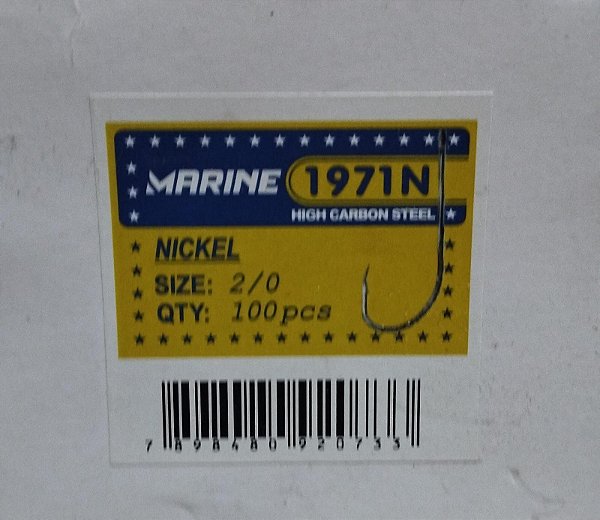 MARINE 1971N
HIGH CARBON STEEL
NICKEL
SIZE: 2/0
QTY: 100pcs
7 898480 920733